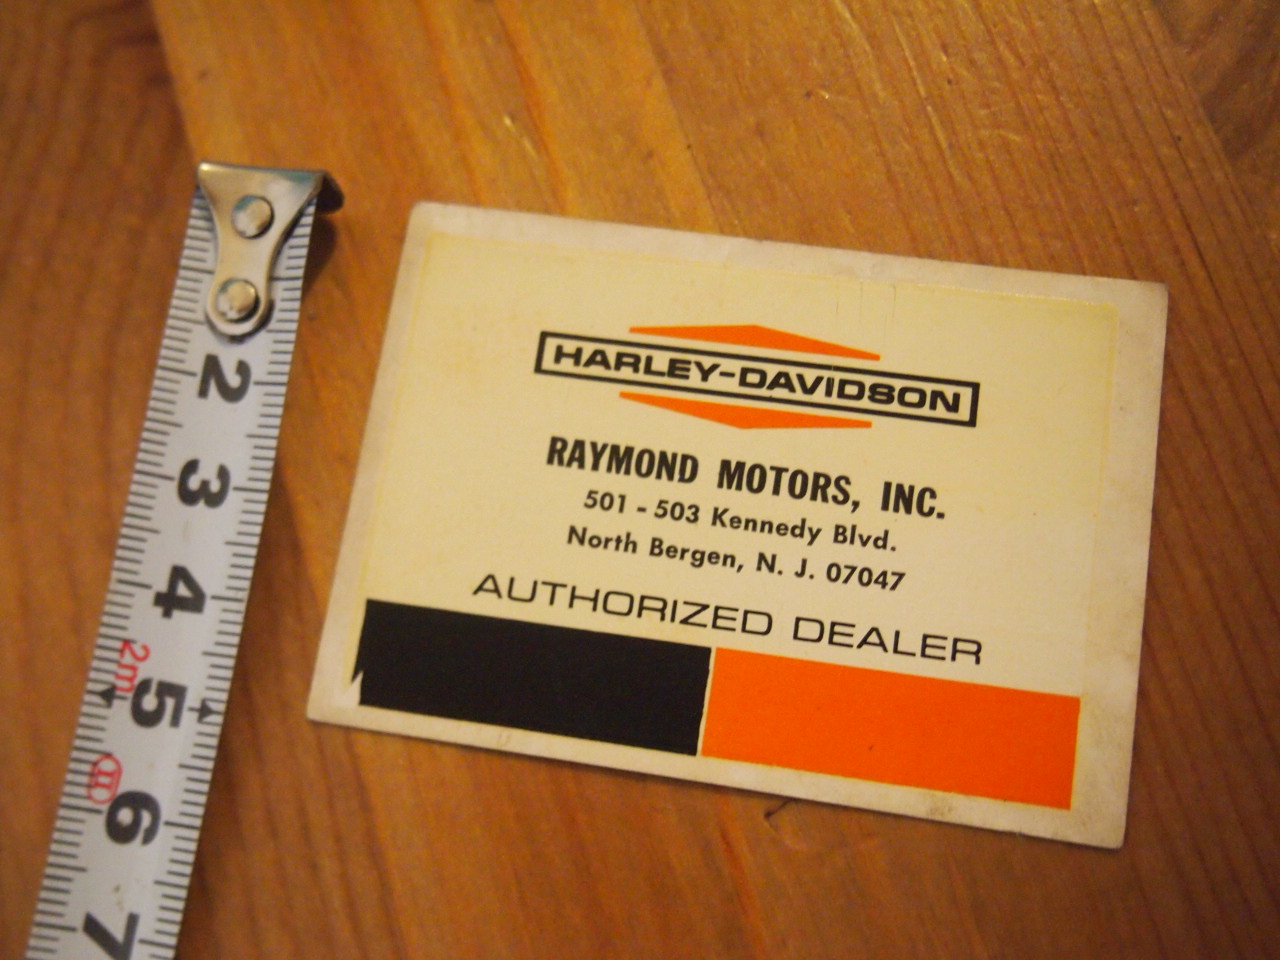 HARLEY-DAVIDSON
RAYMOND MOTORS, INC.
501 - 503 Kennedy Blvd.
North Bergen, N. J. 07047
AUTHORIZED DEALER
2
3
4
2m
5
6
7